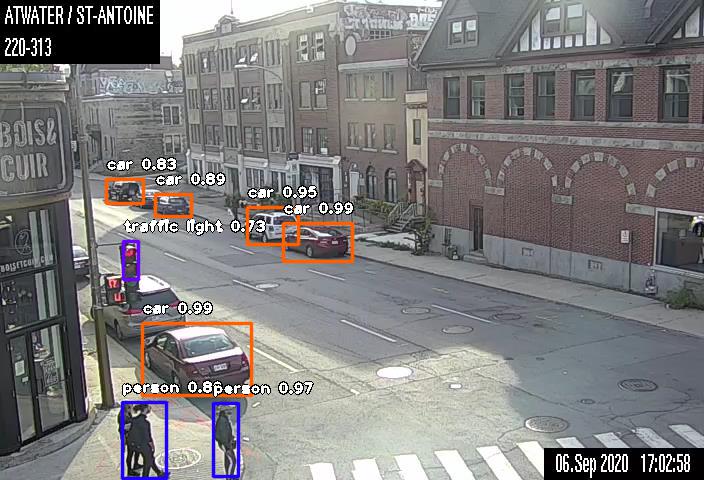 ATWATER / ST-ANTOINE
220-313
BOIS&
CUIR
car 0.83
car 0.89
car 0.95
car 0.99
traffic light 0.73
car 0.99
person 0.86
person 0.97
06.Sep 2020 17:02:58